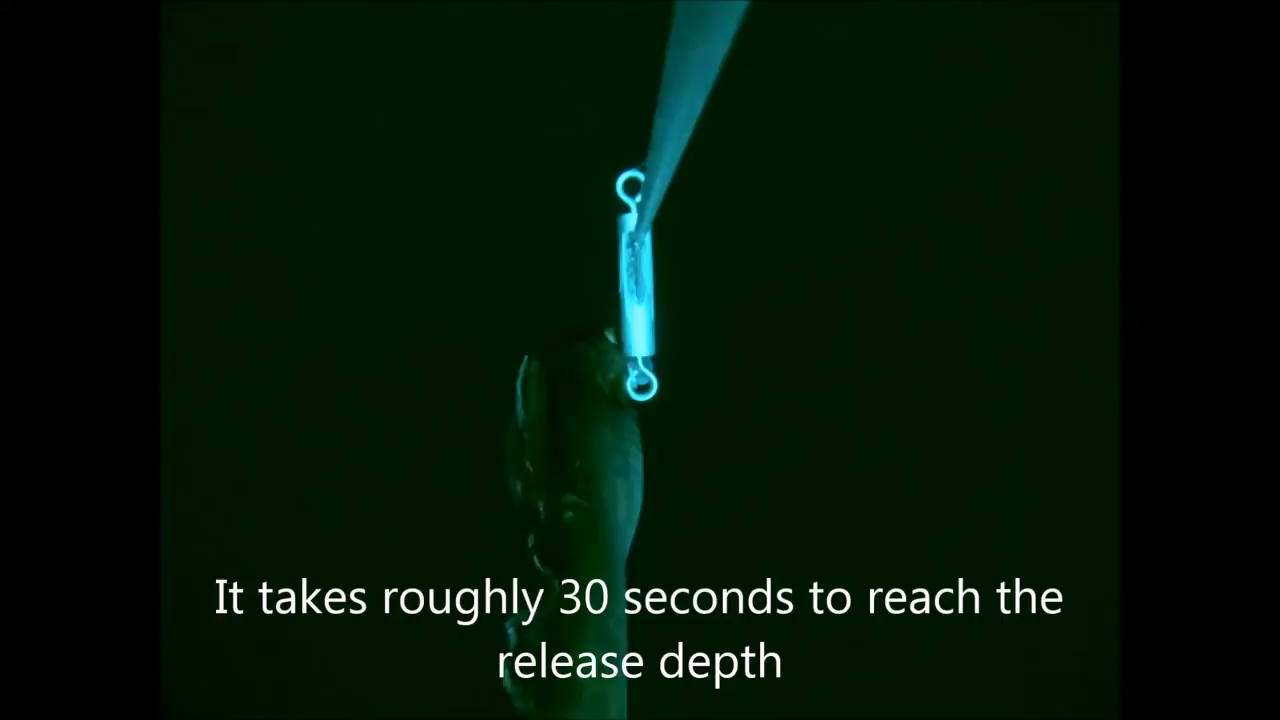 It takes roughly 30 seconds to reach the
release depth